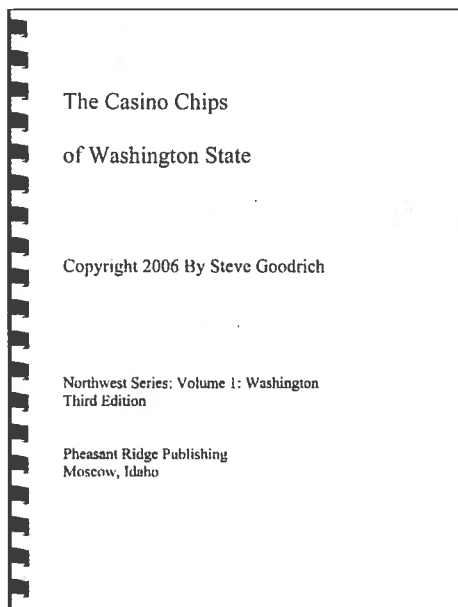 The Casino Chips
of Washington State
Copyright 2006 By Steve Goodrich
Northwest Series: Volume 1: Washington
Third Edition
Pheasant Ridge Publishing
Moscow, Idaho